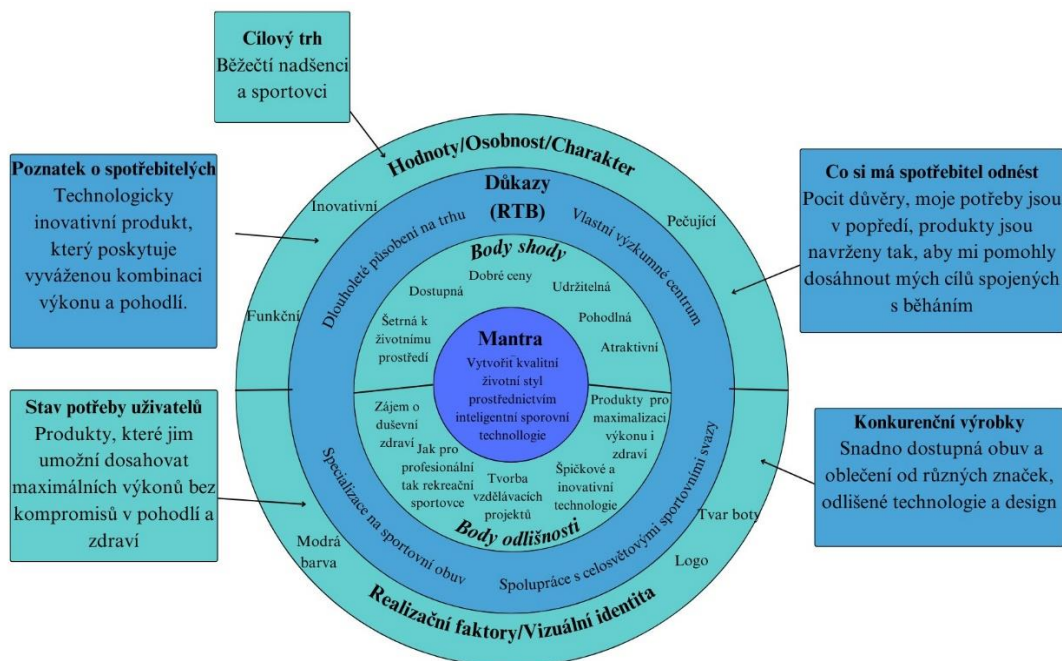 Cílový trh
Běžečtí nadšenci
a sportovci
Poznatek o spotřebitelých
Technologicky
inovativní produkt,
který poskytuje
vyváženou kombinaci
výkonu a pohodlí.
Stav potřeby uživatelů
Produkty, které jim
umožní dosahovat
maximálních výkonů bez
kompromisů v pohodlí a
zdraví
Hodnoty/Osobnost/Charakter
Inovativní
Funkční
Pečující
Důkazy
(RTB)
Dlouholeté působení na trhu
Vlastní výzkumné centrum
Body shody
Dobré ceny
Dostupná
Udržitelná
Šetrná k
životnímu
prostředí
Pohodlná
Atraktivní
Mantra
Vytvořit kvalitní
životní styl
prostřednictvím
inteligentní sporovní
technollogie
Zájem o
duševní
zdraví
Jak pro
profesionální
tak rekreační
sportovce
Tvorba
vzdělávacích
projektů
Špičkové a
inovativní
technologie
Produkty pro
maximalizaci
výkonu i
zdraví
Body odlišnosti
Specializace na sportovní obuv
Spolupráce s celosvětovými sportovními svazy
Modrá
barva
Tvar boty
Logo
Realizační faktory/Vizuální identita
Co si má spotřebitel odnést
Pocit důvěry, moje potřeby jsou
v popředí, produkty jsou
navrženy tak, aby mi pomohly
dosáhnout mých cílů spojených
s běháním
Konkurenční výrobky
Snadno dostupná obuv a
oblečení od různých značek,
odlišené technologie a design